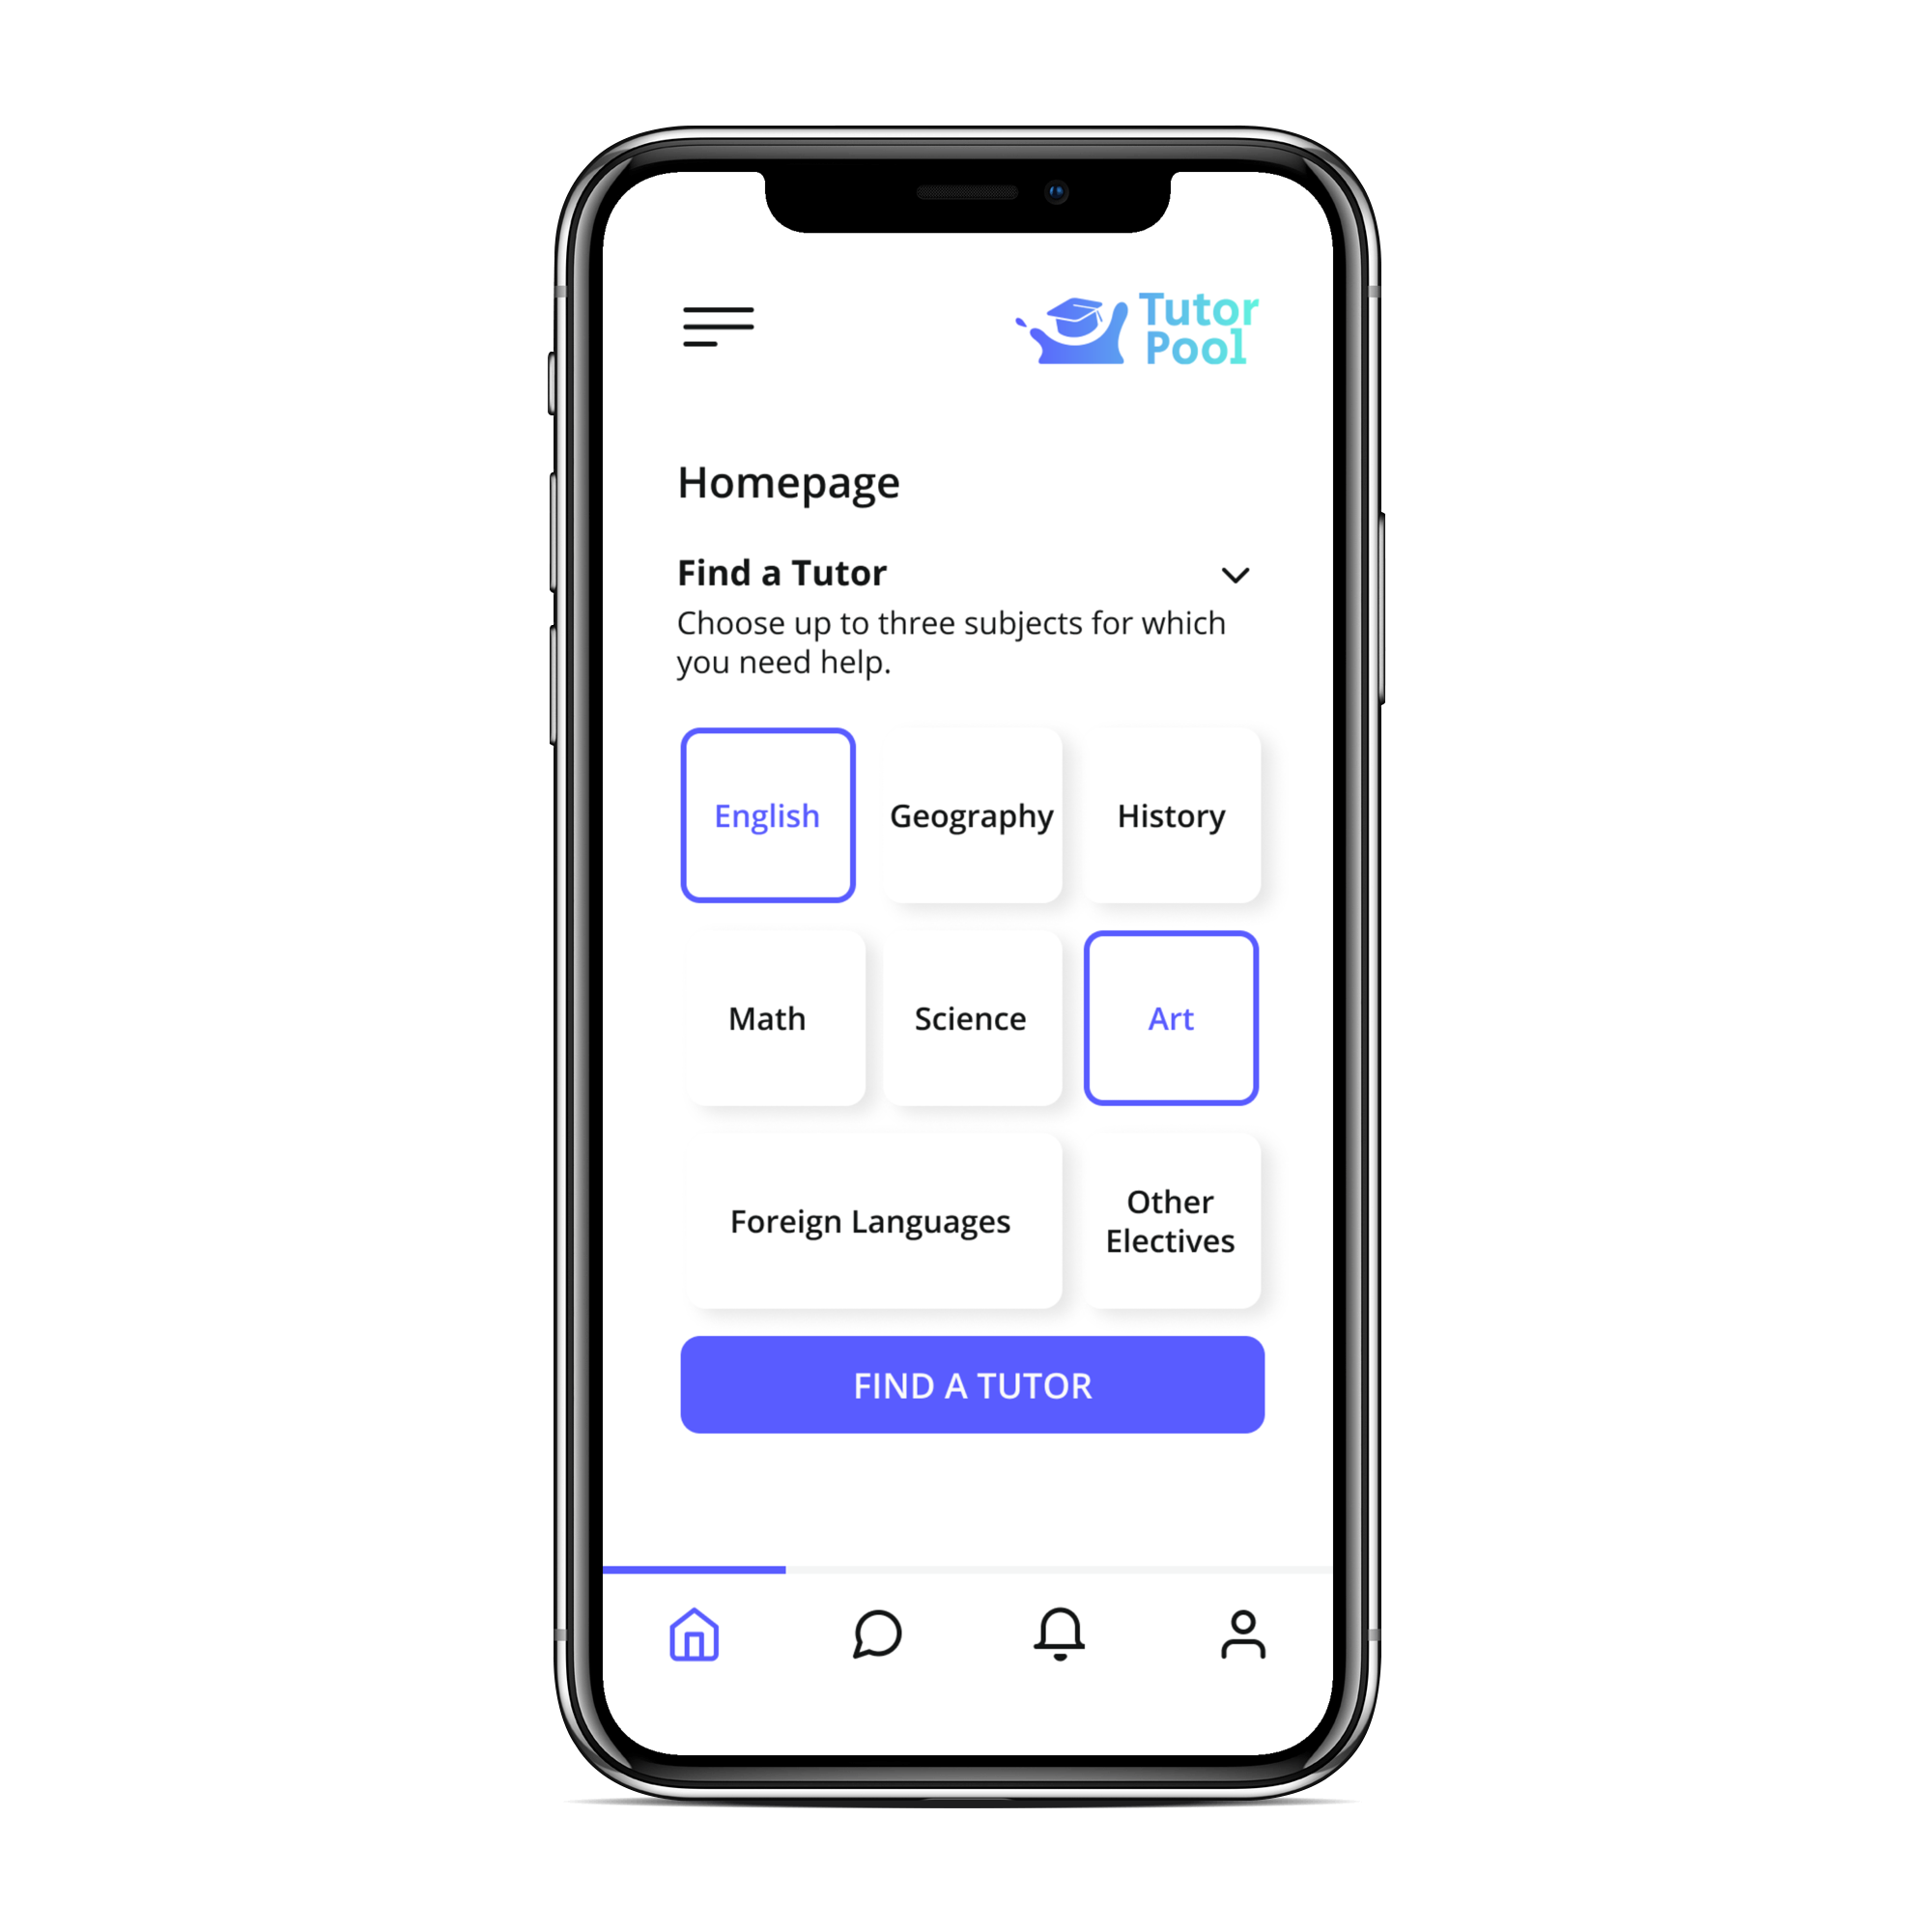 Tutor
Pool
Homepage
Find a Tutor
Choose up to three subjects for which
you need help.
English
Geography
History
Math
Science
Art
Foreign Languages
Other
Electives
FIND A TUTOR